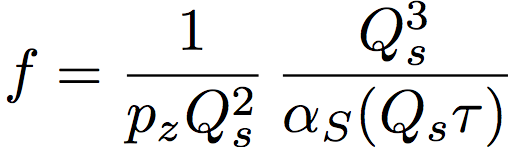 f = \frac{1}{p_z Q_s^2} \frac{Q_s^3}{\alpha_S (Q_s \tau)}